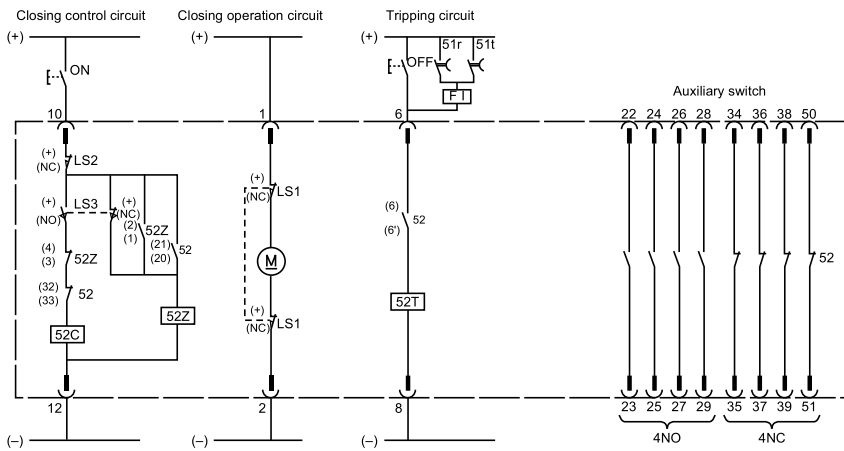 Closing control circuit
Closing operation circuit
Tripping circuit
(+)
(+)
(+)
51r
51t
ON
OFF
F I
Auxiliary switch
10
1
6
22 24 26 28 34 36 38 50
(+)
(NC)
LS2
(+)
(NO)
LS3
(+)
(NC)
(2)
(1)
52Z
(21)
(20)
52
(4)
(3)
52Z
(32)
(33)
52
52C
52Z
(+)
(NC)
LS1
M
(+)
(NC)
LS1
(6)
(6')
52
52T
52
12
2
8
23 25 27 29 35 37 39 51
4NO
4NC
(–)
(–)
(–)